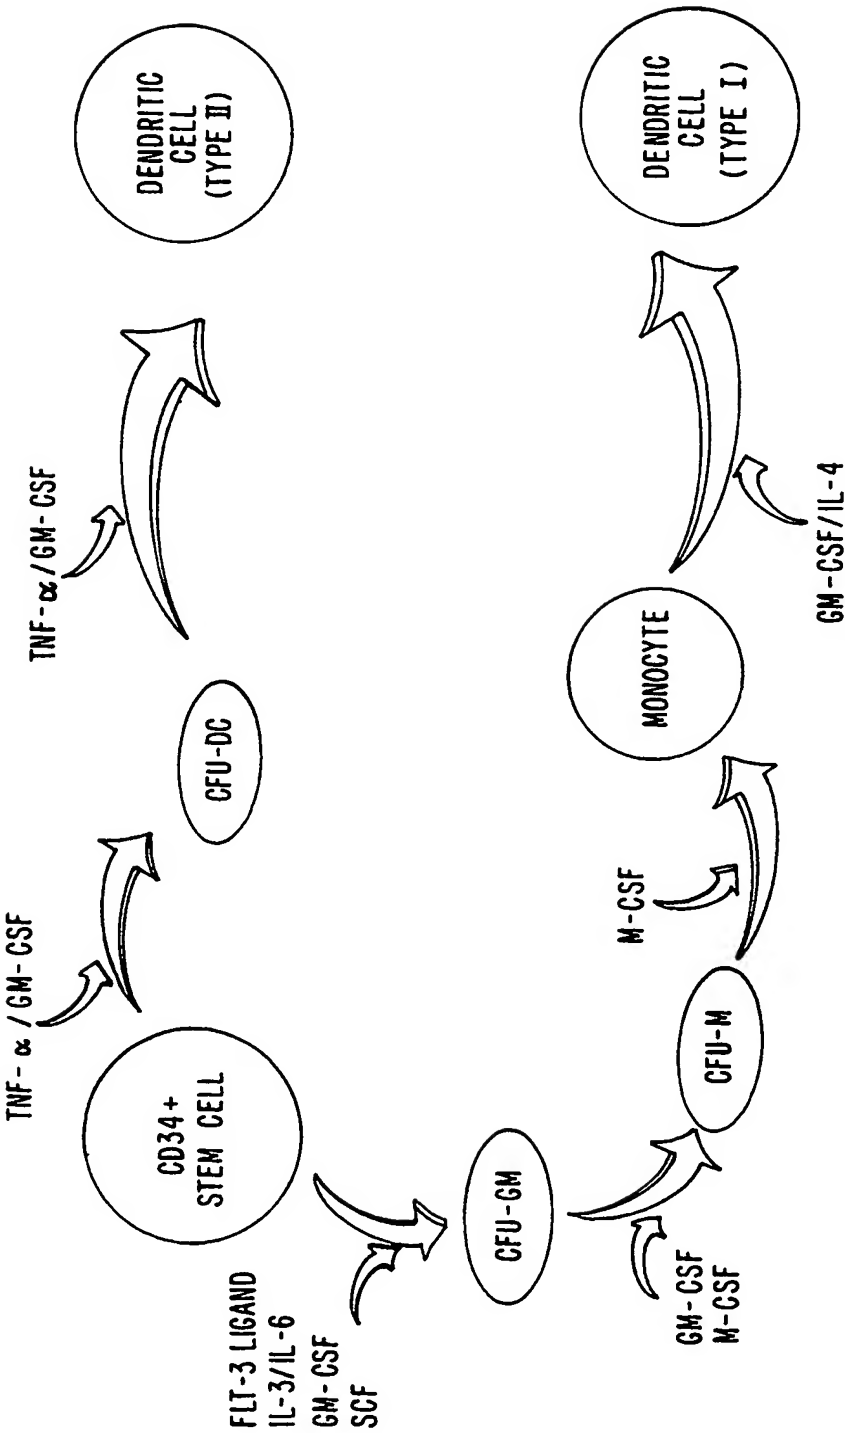 TNF-α / GM-CSF
TNF-α / GM-CSF
CD34+
STEM CELL
CFU-DC
DENDRITIC
CELL
(TYPE II)
FLT-3 LIGAND
IL-3/IL-6
GM-CSF
SCF
CFU-GM
GM-CSF
M-CSF
CFU-M
M-CSF
MONOCYTE
GM-CSF/IL-4
DENDRITIC
CELL
(TYPE I)